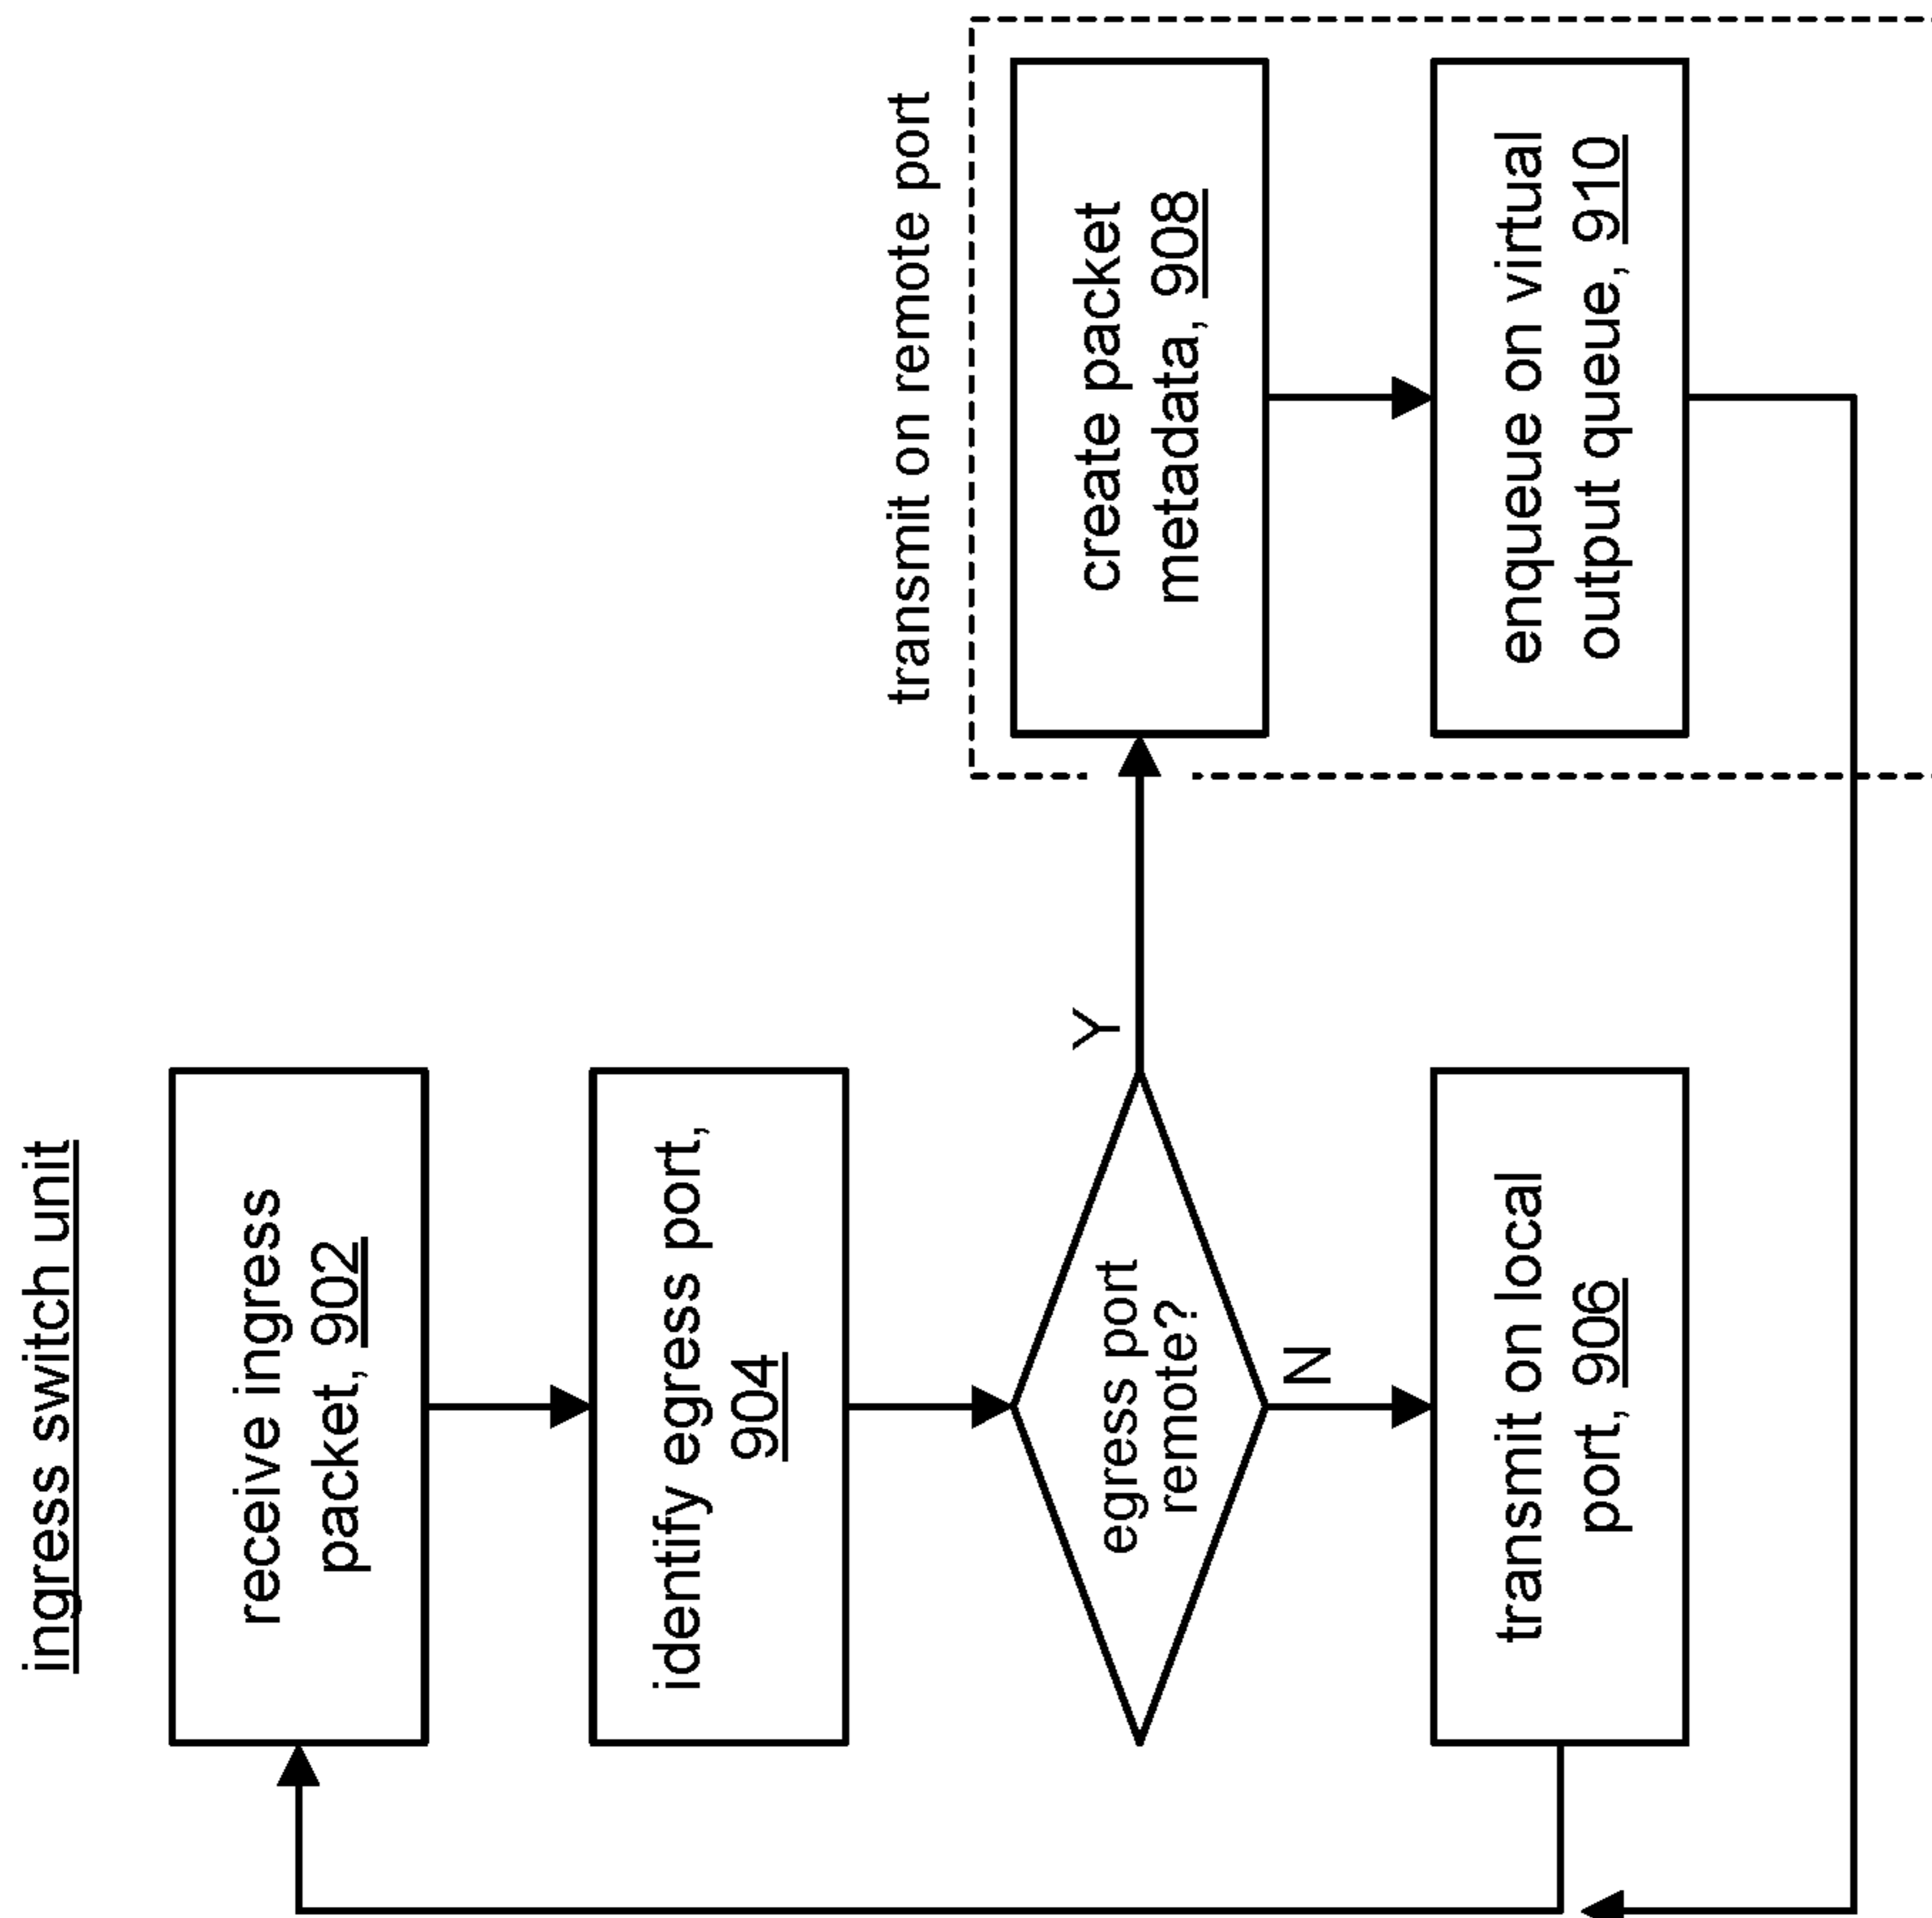 ingress switch unit
receive ingress
packet, 902
identify egress port,
904
egress port
remote?
Y
N
transmit on local
port, 906
transmit on remote port
create packet
metadata, 908
enqueue on virtual
output queue, 910